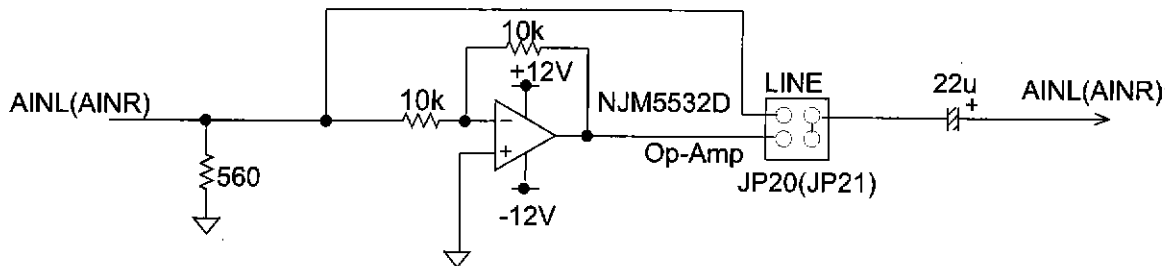 10k
+12V
LINE
22u
+
AINL(AINR)
AINL(AINR)
10k
NJM5532D
−
+
Op-Amp
560
JP20(JP21)
-12V